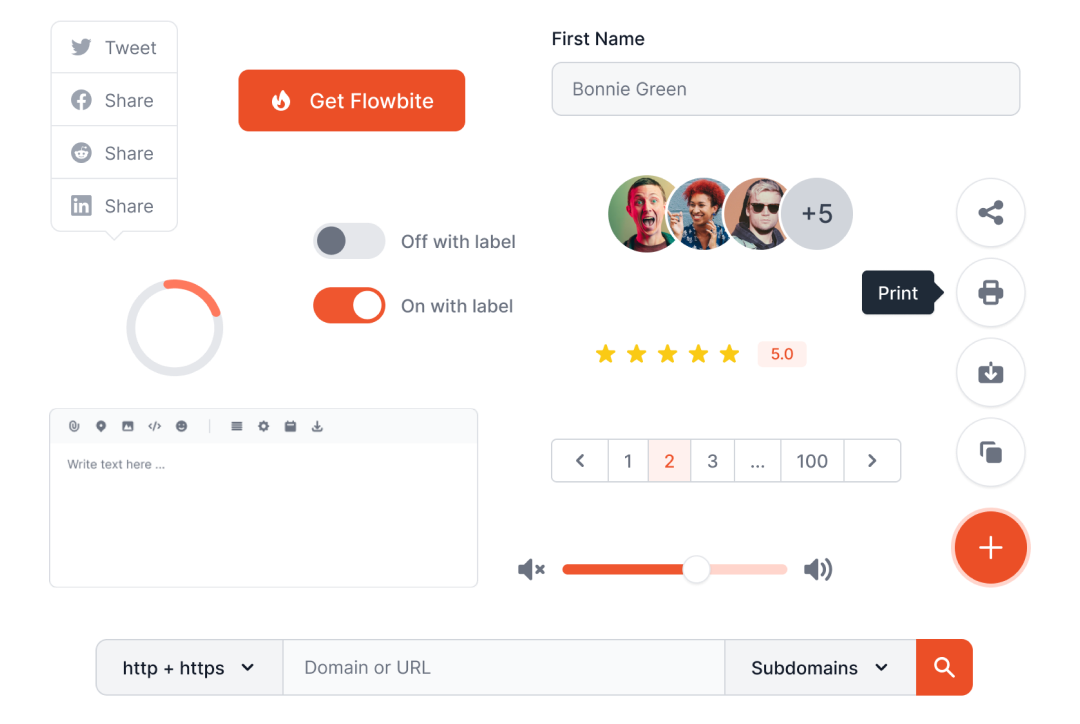 Tweet
Share
Share
Share
Get Flowbite
First Name
Bonnie Green
+5
Off with label
On with label
Print
5.0
</>
Write text here ...
1 2 3 ... 100
http + https
Domain or URL
Subdomains